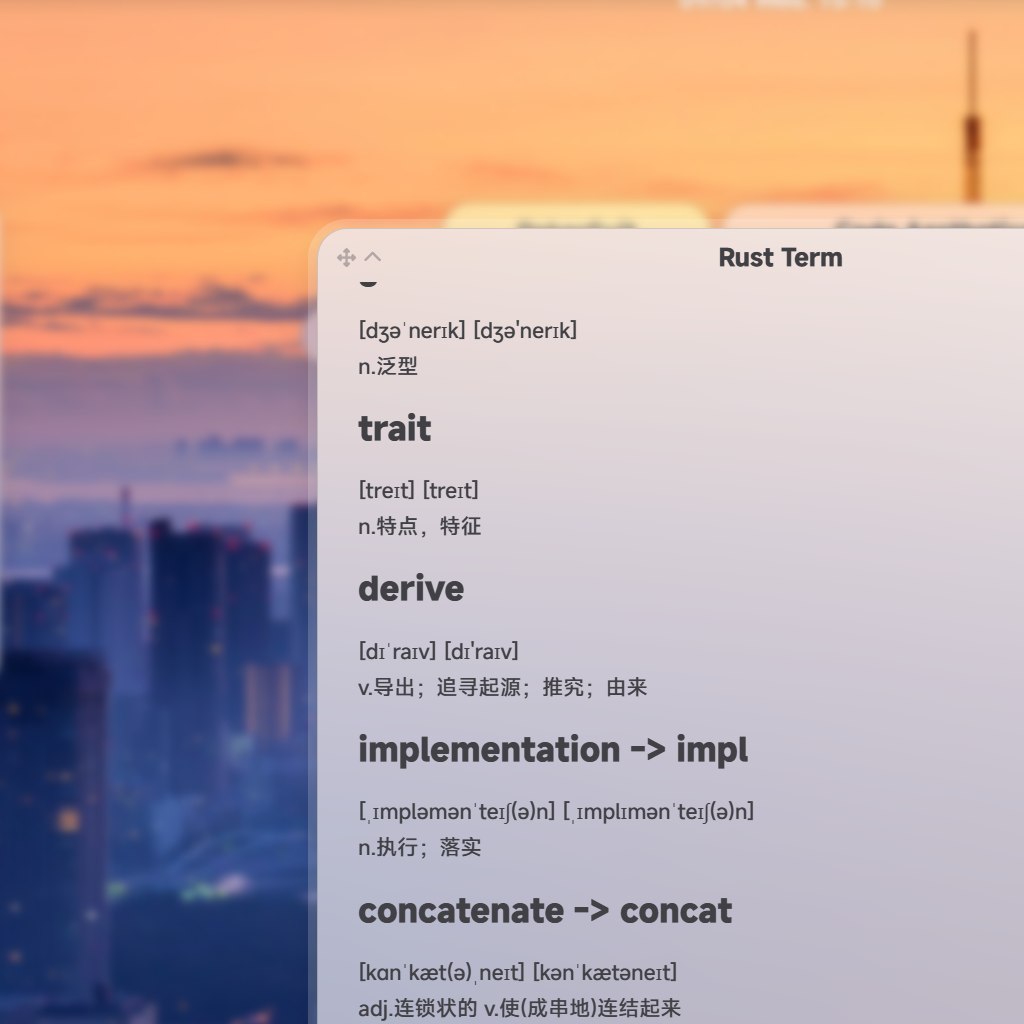 Rust Term
[dʒəˈnerɪk] [dʒə'nerɪk]
n.泛型
trait
[treɪt] [treɪt]
n.特点，特征
derive
[dɪˈraɪv] [dɪ'raɪv]
v.导出；追寻起源；推究；由来
implementation -> impl
[ˌɪmpləmənˈteɪʃ(ə)n] [ˌɪmplɪmənˈteɪʃ(ə)n]
n.执行；落实
concatenate -> concat
[kɑnˈkæt(ə)ˌneɪt] [kənˈkætəneɪt]
adj.连锁状的 v.使(成串地)连结起来